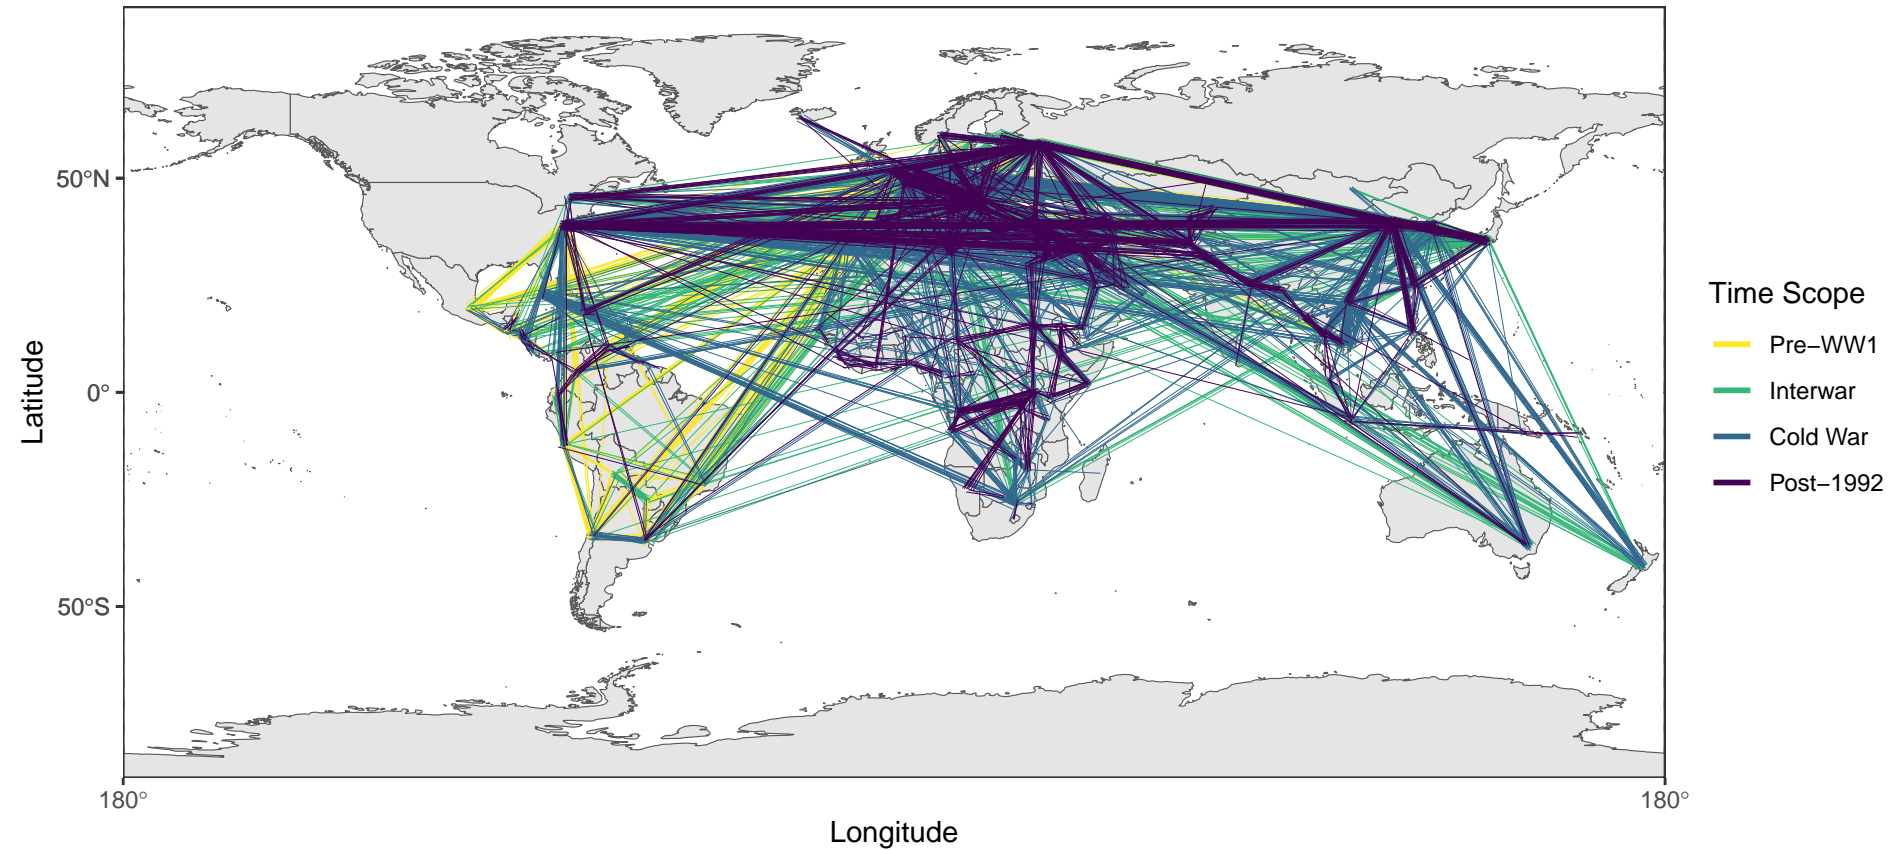 50°N
0°
50°S
180°
180°
Latitude
Longitude
Time Scope
Pre−WW1
Interwar
Cold War
Post−1992